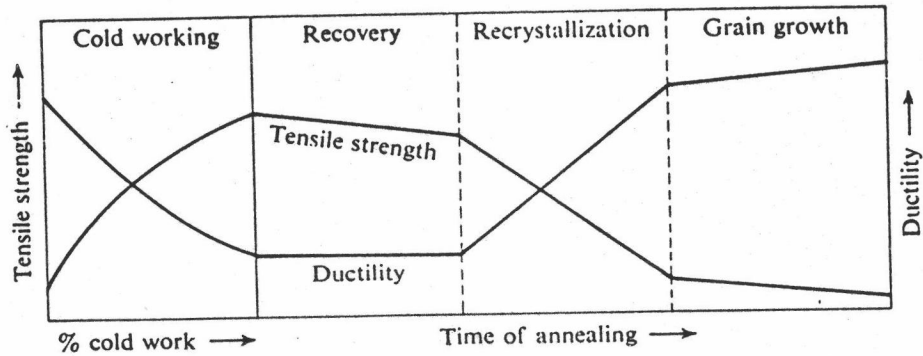 Cold working
Recovery
Recrystallization
Grain growth
Tensile strength
Tensile strength
Ductility
Ductility
% cold work
Time of annealing